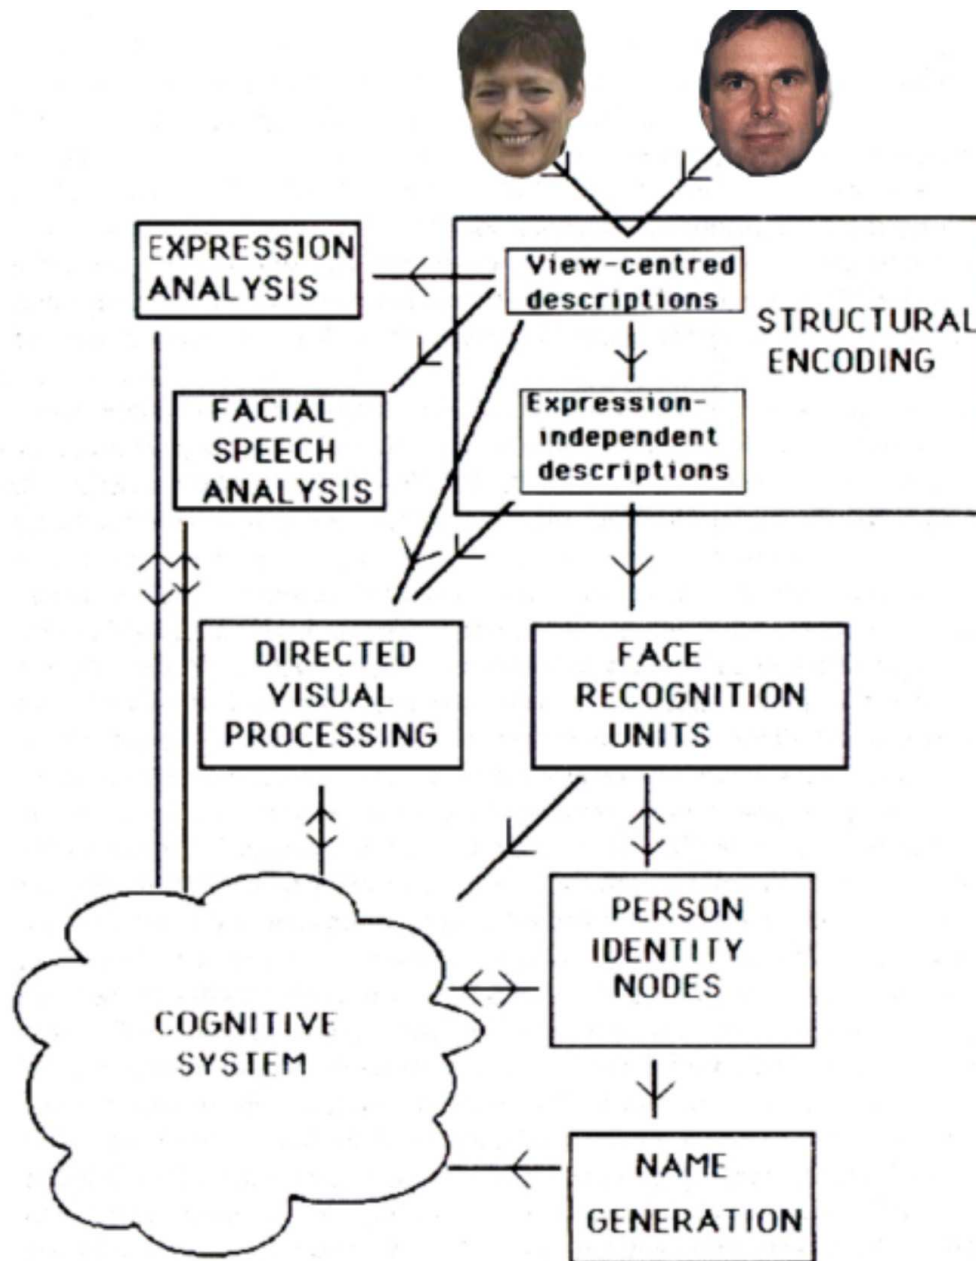 EXPRESSION
ANALYSIS
View-centred
descriptions
STRUCTURAL
ENCODING
FACIAL
SPEECH
ANALYSIS
Expression-
independent
descriptions
DIRECTED
VISUAL
PROCESSING
FACE
RECOGNITION
UNITS
PERSON
IDENTITY
NODES
COGNITIVE
SYSTEM
NAME
GENERATION